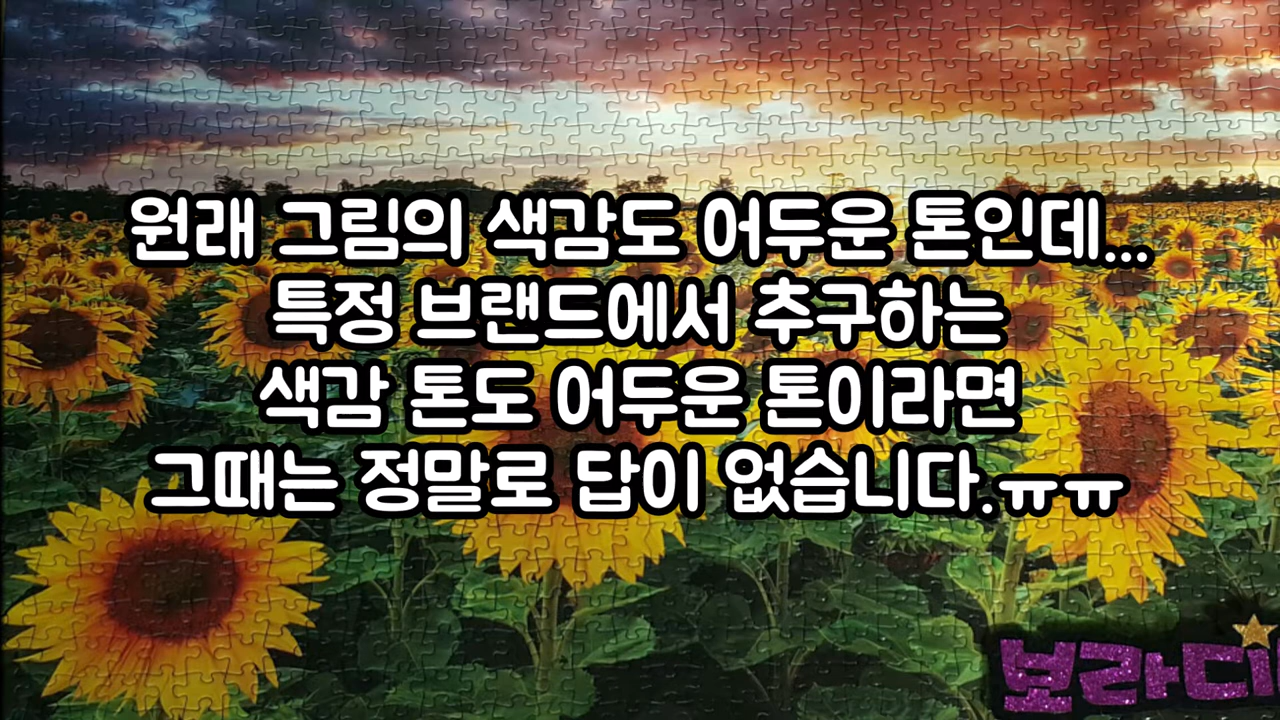 원래 그림의 색감도 어두운 톤인데...
특정 브랜드에서 추구하는
색감 톤도 어두운 톤이라면
그때는 정말로 답이 없습니다.ㅠㅠ
보라디